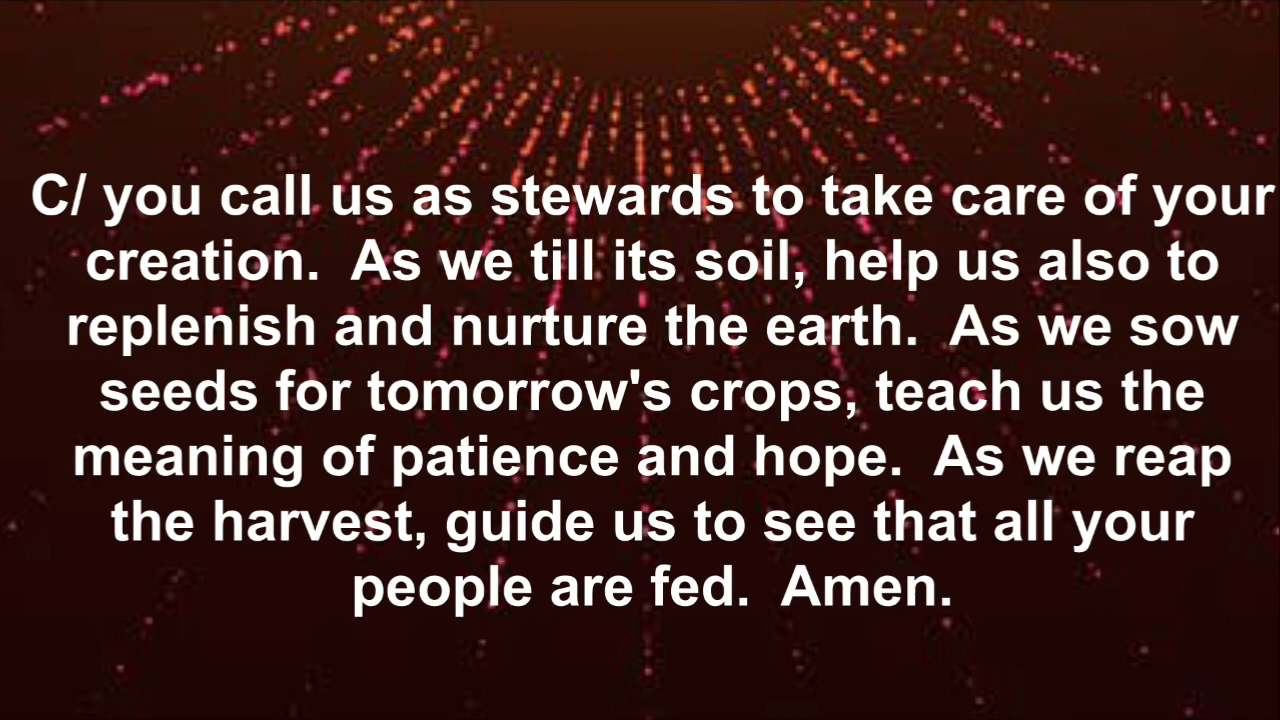 C/ you call us as stewards to take care of your
creation.  As we till its soil, help us also to
replenish and nurture the earth.  As we sow
seeds for tomorrow's crops, teach us the
meaning of patience and hope.  As we reap
the harvest, guide us to see that all your
people are fed.  Amen.